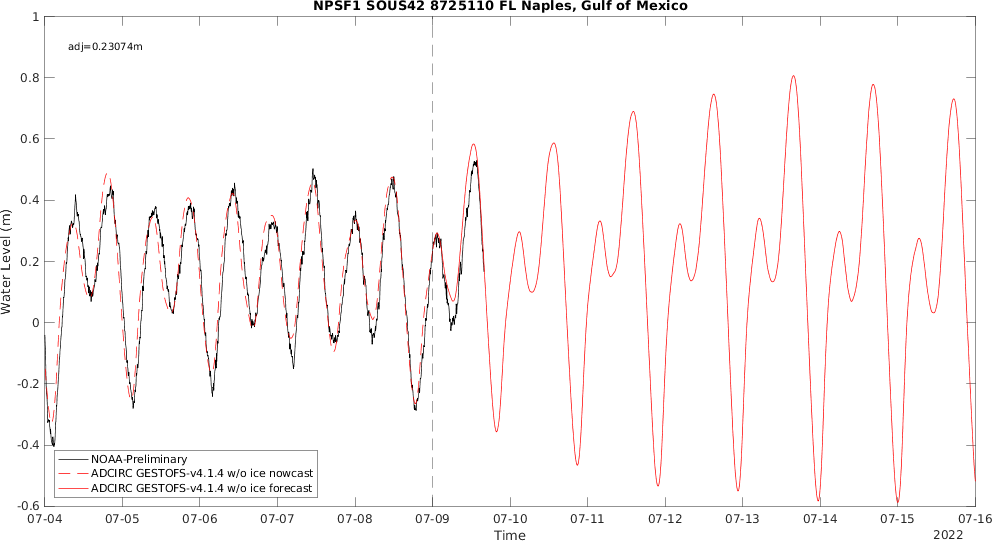 NPSF1 SOUS42 8725110 FL Naples, Gulf of Mexico
1
adj=0.23074m
0.8
0.6
0.4
0.2
0
-0.2
-0.4
-0.6
Water Level (m)
NOAA-Preliminary
ADCIRC GESTOFS-v4.1.4 w/o ice nowcast
ADCIRC GESTOFS-v4.1.4 w/o ice forecast
07-04 07-05 07-06 07-07 07-08 07-09 07-10 07-11 07-12 07-13 07-14 07-15 07-16
Time
2022